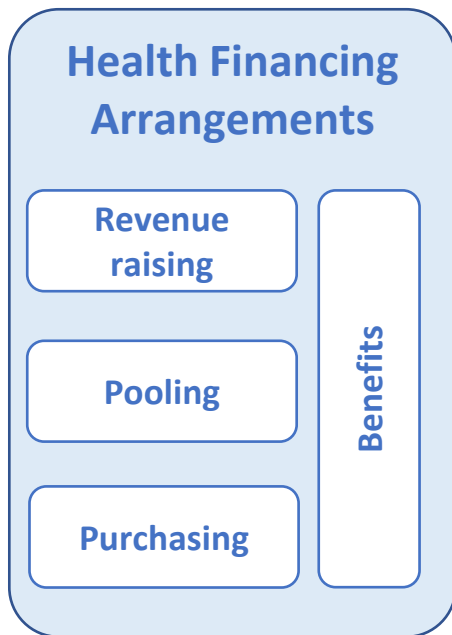 Health Financing
Arrangements
Revenue
raising
Pooling
Purchasing
Benefits